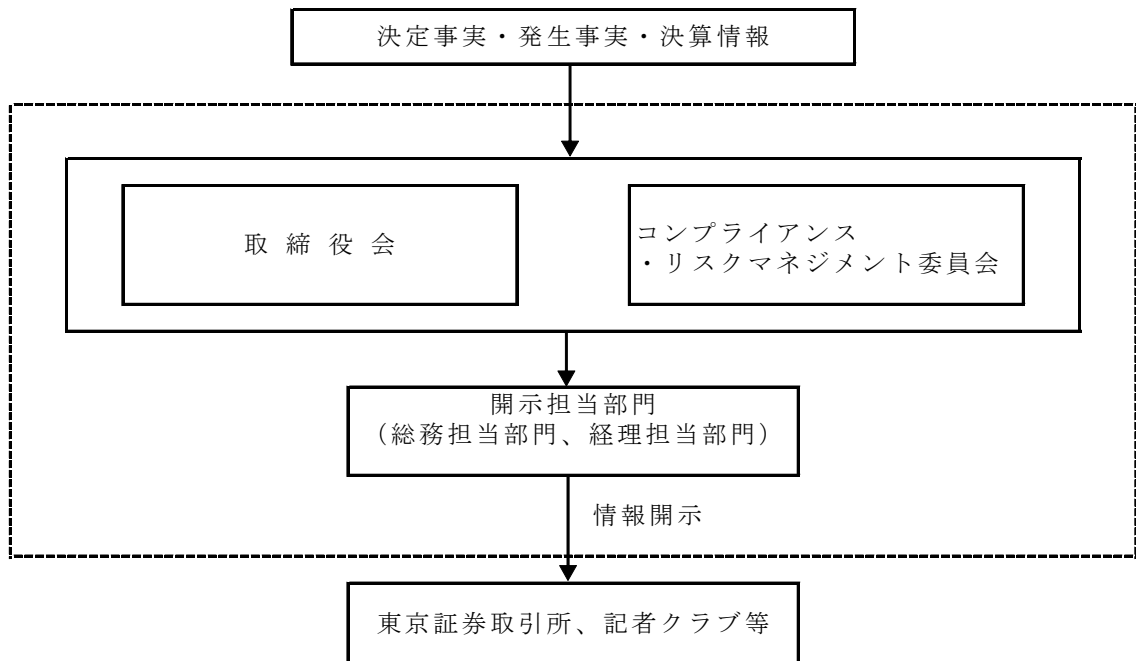 決定事実・発生事実・決算情報
取締役会
コンプライアンス
・リスクマネジメント委員会
開示担当部門
（総務担当部門、経理担当部門）
情報開示
東京証券取引所、記者クラブ等